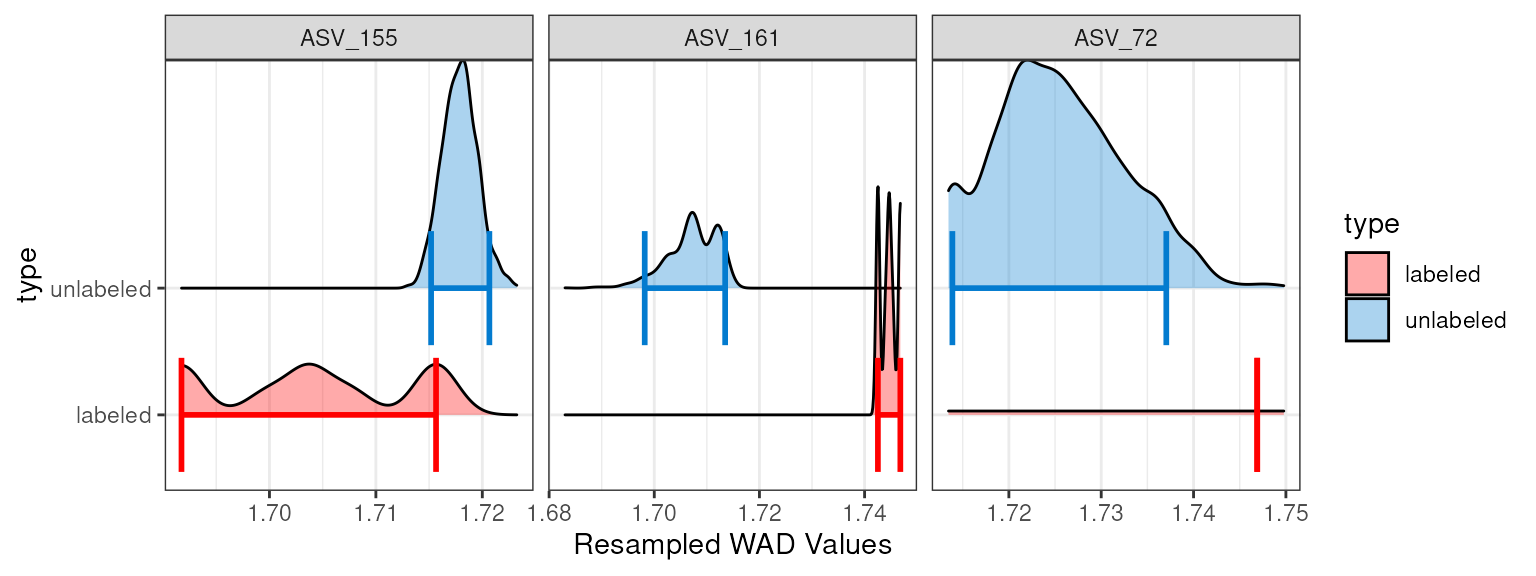 ASV_155 ASV_161 ASV_72
type
unlabeled
labeled
1.70 1.71 1.72 1.68 1.70 1.72 1.74 1.72 1.73 1.74 1.75
Resampled WAD Values
type
labeled
unlabeled